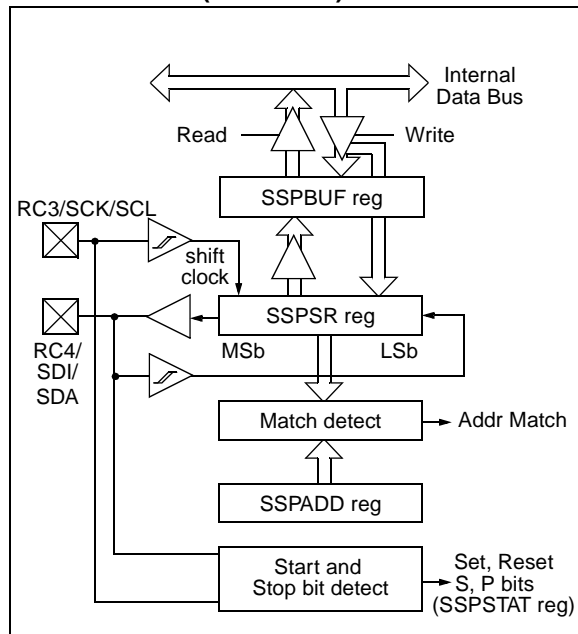 Internal
Data Bus
Read
Write
SSPBUF reg
RC3/SCK/SCL
shift
clock
SSPSR reg
MSb
LSb
RC4/
SDI/
SDA
Match detect
Addr Match
SSPADD reg
Start and
Stop bit detect
Set, Reset
S, P bits
(SSPSTAT reg)